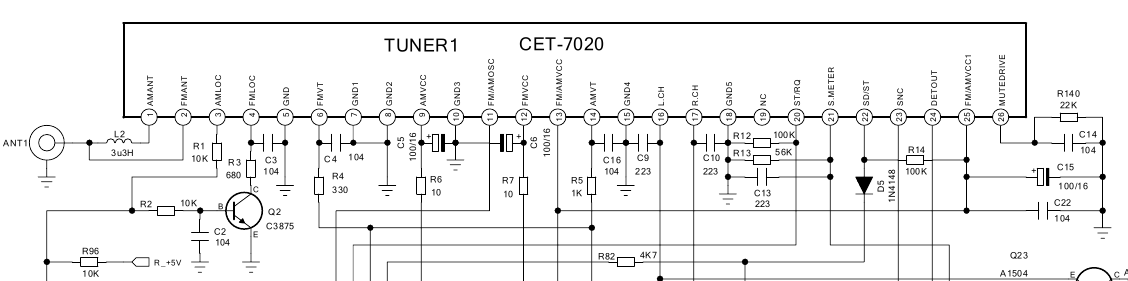 TUNER1 CET-7020
AMANT FMANT AMLOC FMLOC GND FMVT GND1 GND2 AMVCC GND3 FM/AMOSC FMVCC FM/AMVCC AMVT GND4 L.CH R.CH GND5 NC ST/RQ S.METER SD/ST SNC DETOUT FM/AMVCC1 MUTEDRIVE
1 2 3 4 5 6 7 8 9 10 11 12 13 14 15 16 17 18 19 20 21 22 23 24 25 26
R140
22K
ANT1
L2
3u3H
R1
10K
R3
680
C3
104
C4 104
R4
330
C5
100/16
R6
10
R7
10
C6
100/16
R5
1K
C16
104
C9
223
C10
223
R12 100K
R13 56K
C13
223
D5
1N4148
R14
100K
C14
104
C15
100/16
C22
104
R2 10K
B
C
E
Q2
C3875
C2
104
R96
10K
R_+5V
R82 4K7
Q23
A1504
E
C
A